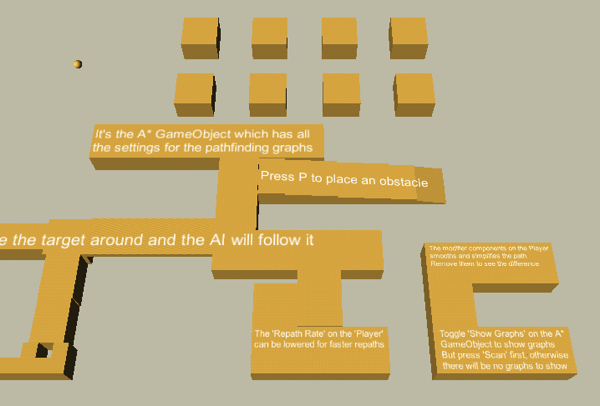 It's the A* GameObject which has all
the settings for the pathfinding graphs
Press P to place an obstacle
e the target around and the AI will follow it
The modifier components on the Player
smooths and simplifies the path.
Remove them to see the difference
The 'Repath Rate' on the 'Player'
can be lowered for faster repaths
Toggle 'Show Graphs' on the A*
GameObject to show graphs
But press 'Scan' first, otherwise
there will be no graphs to show